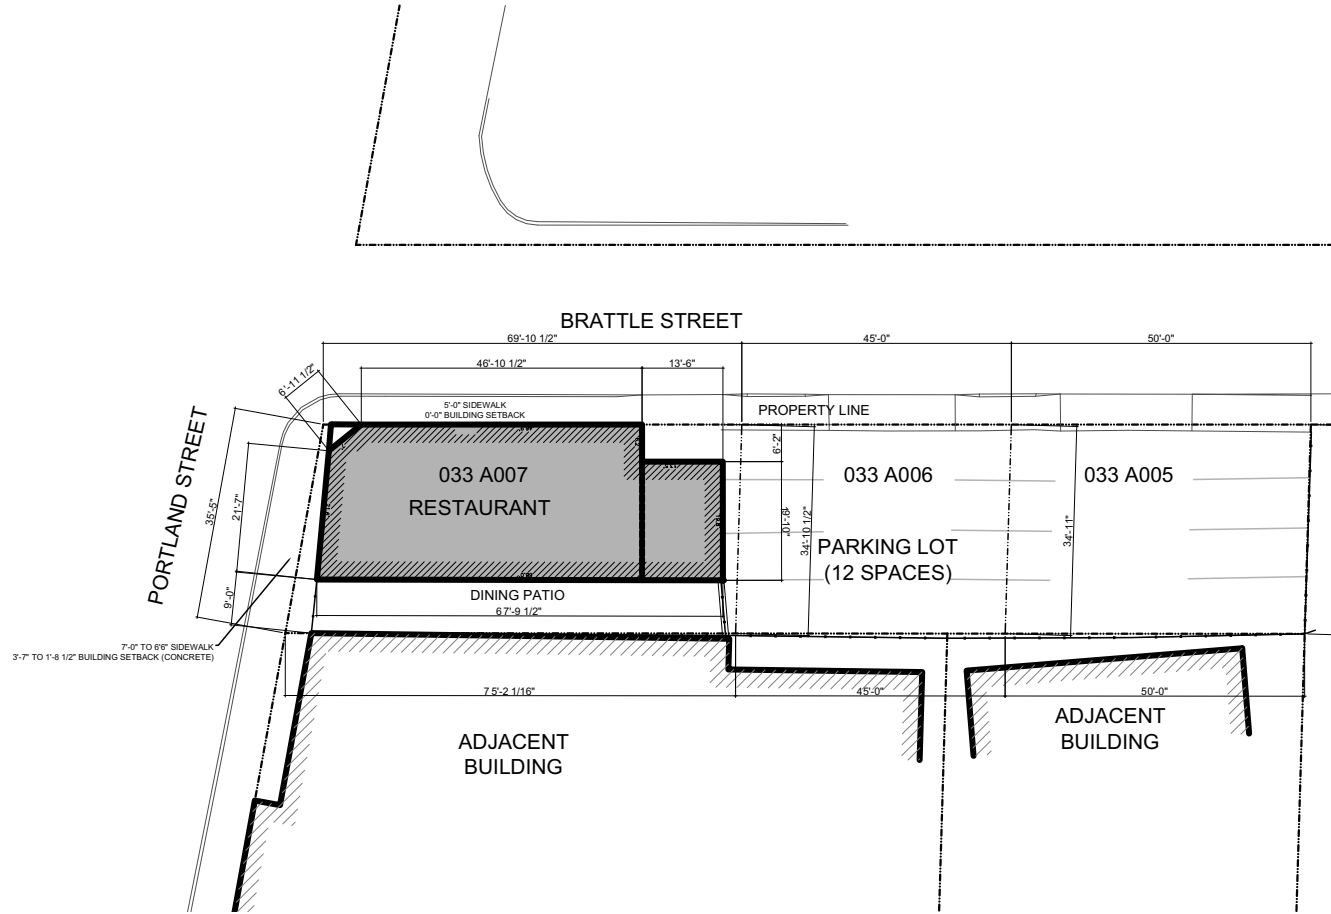 BRATTLE STREET
69'-10 1/2"
45'-0"
50'-0"
46'-10 1/2"
13'-6"
6'-11 1/2"
5'-0" SIDEWALK
0'-0" BUILDING SETBACK
PROPERTY LINE
6'-2"
PORTLAND STREET
35'-5"
21'-7"
9'-0"
033 A007
RESTAURANT
033 A006
033 A005
19'-10"
34'-10 1/2"
34'-11"
PARKING LOT
(12 SPACES)
DINING PATIO
67'-9 1/2"
7'-0" TO 6'6" SIDEWALK
3'-7" TO 1'-8 1/2" BUILDING SETBACK (CONCRETE)
75'-2 1/16"
45'-0"
50'-0"
ADJACENT
BUILDING
ADJACENT
BUILDING